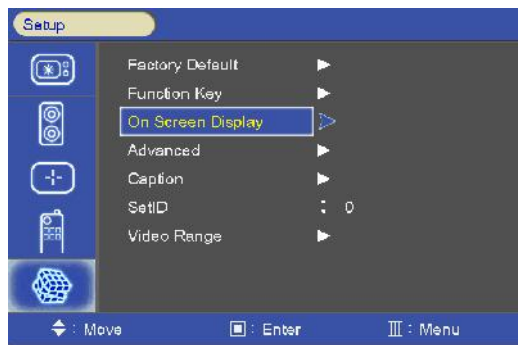 Setup
Factory Default
Function Key
On Screen Display
Advanced
Caption
SetID : 0
Video Range
: Move : Enter : Menu